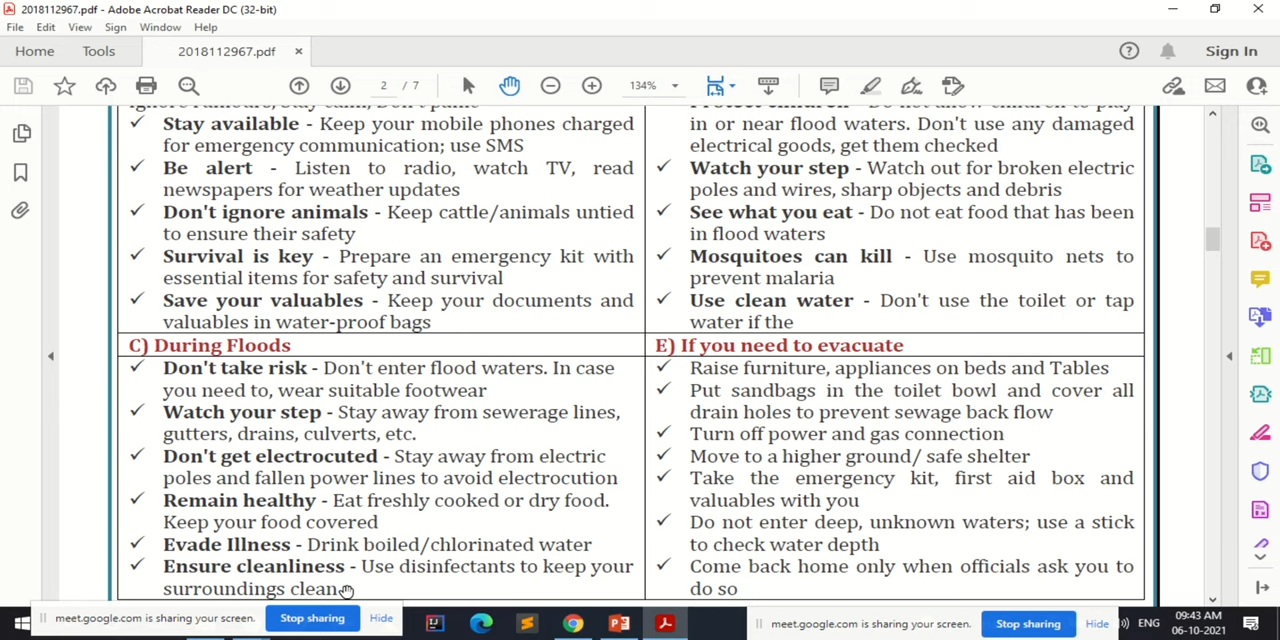 2018112967.pdf - Adobe Acrobat Reader DC (32-bit)
File Edit View Sign Window Help
Home Tools 2018112967.pdf × Sign In
2 / 7 134%
Stay available - Keep your mobile phones charged
for emergency communication; use SMS
Be alert - Listen to radio, watch TV, read
newspapers for weather updates
Don't ignore animals - Keep cattle/animals untied
to ensure their safety
Survival is key - Prepare an emergency kit with
essential items for safety and survival
Save your valuables - Keep your documents and
valuables in water-proof bags
in or near flood waters. Don't use any damaged
electrical goods, get them checked
Watch your step - Watch out for broken electric
poles and wires, sharp objects and debris
See what you eat - Do not eat food that has been
in flood waters
Mosquitoes can kill - Use mosquito nets to
prevent malaria
Use clean water - Don't use the toilet or tap
water if the
C) During Floods
Don't take risk - Don't enter flood waters. In case
you need to, wear suitable footwear
Watch your step - Stay away from sewerage lines,
gutters, drains, culverts, etc.
Don't get electrocuted - Stay away from electric
poles and fallen power lines to avoid electrocution
Remain healthy - Eat freshly cooked or dry food.
Keep your food covered
Evade Illness - Drink boiled/chlorinated water
Ensure cleanliness - Use disinfectants to keep your
surroundings clean
E) If you need to evacuate
Raise furniture, appliances on beds and Tables
Put sandbags in the toilet bowl and cover all
drain holes to prevent sewage back flow
Turn off power and gas connection
Move to a higher ground/ safe shelter
Take the emergency kit, first aid box and
valuables with you
Do not enter deep, unknown waters; use a stick
to check water depth
Come back home only when officials ask you to
do so
meet.google.com is sharing your screen. Stop sharing Hide
meet.google.com is sharing your screen. Stop sharing Hide
ENG
09:43 AM
06-10-2021